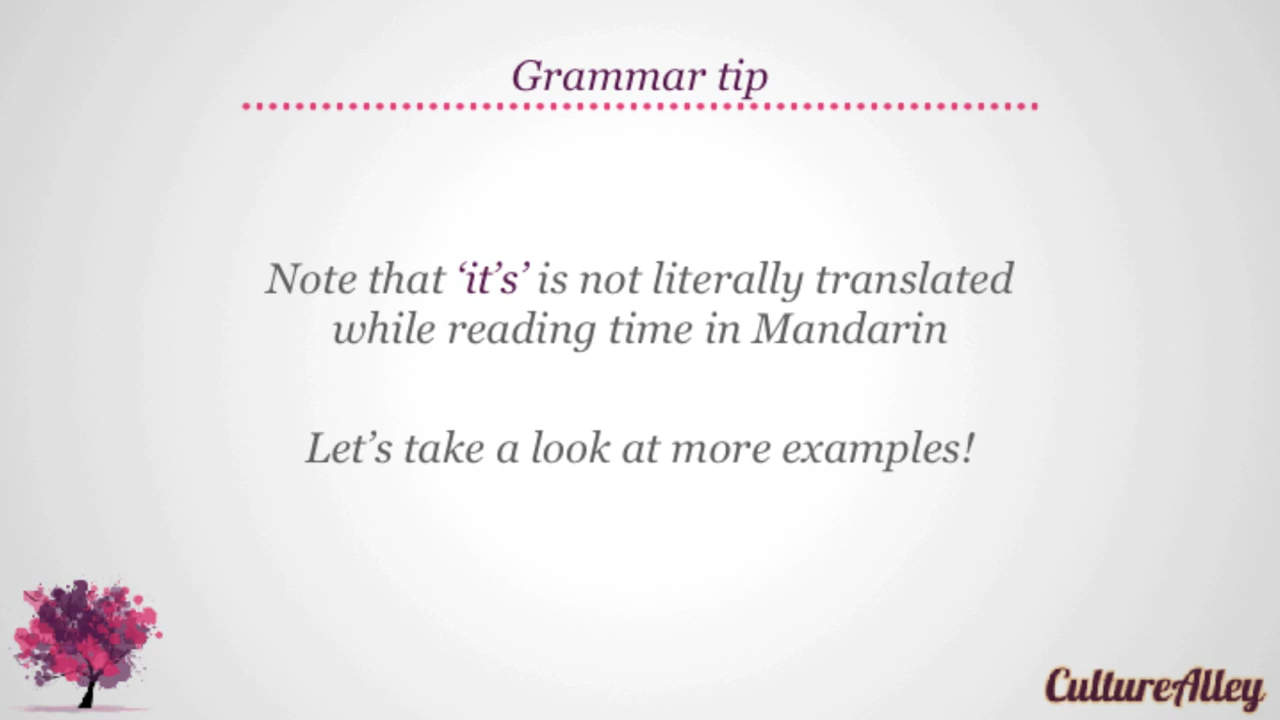 Grammar tip
Note that ‘it’s’ is not literally translated
while reading time in Mandarin
Let’s take a look at more examples!
CultureAlley